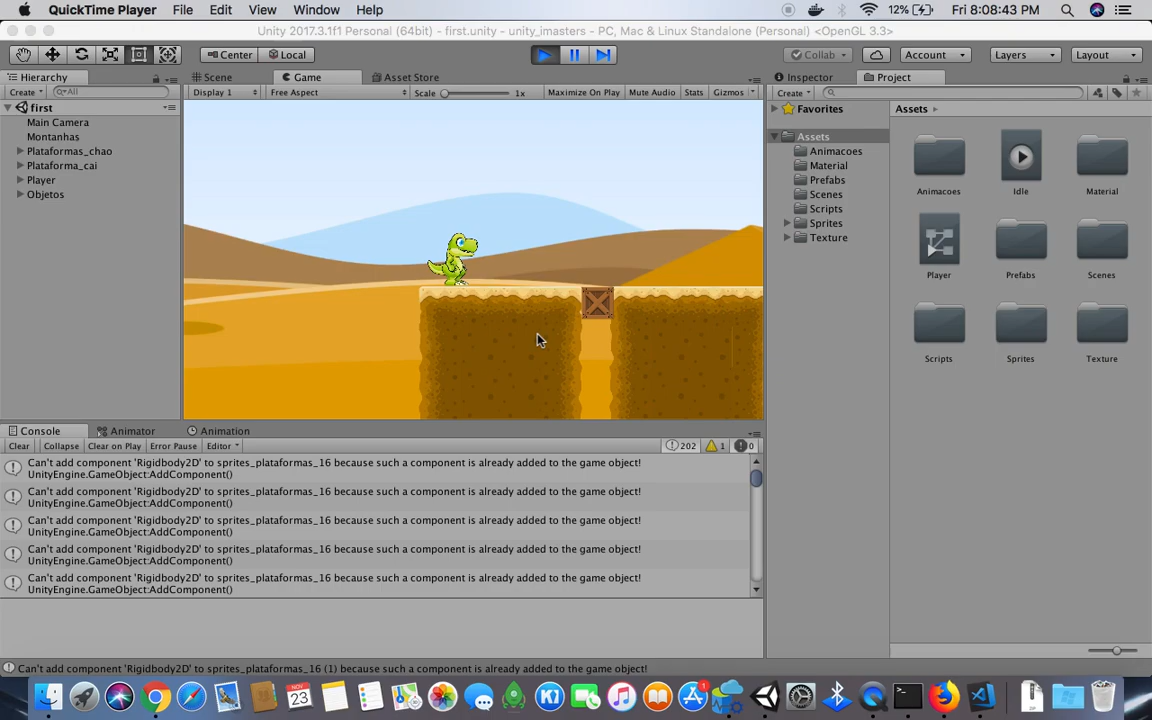 QuickTime Player File Edit View Window Help 12% Fri 8:08:43 PM
Unity 2017.3.1f1 Personal (64bit) - first.unity - unity_imasters - PC, Mac & Linux Standalone (Personal) <OpenGL 3.3>
Center Local Collab Account Layers Layout
Hierarchy Scene Game Asset Store Inspector Project
Create All Display 1 Free Aspect Scale 1x Maximize On Play Mute Audio Stats Gizmos Create
first
Main Camera
Montanhas
Plataformas_chao
Plataforma_cai
Player
Objetos
Favorites
Assets
Animacoes
Material
Prefabs
Scenes
Scripts
Sprites
Texture
Assets
Animacoes Idle Material
Player Prefabs Scenes
Scripts Sprites Texture
Console Animator Animation
Clear Collapse Clear on Play Error Pause Editor 202 1 0
Can't add component 'Rigidbody2D' to sprites_plataformas_16 because such a component is already added to the game object!
UnityEngine.GameObject:AddComponent()
Can't add component 'Rigidbody2D' to sprites_plataformas_16 because such a component is already added to the game object!
UnityEngine.GameObject:AddComponent()
Can't add component 'Rigidbody2D' to sprites_plataformas_16 because such a component is already added to the game object!
UnityEngine.GameObject:AddComponent()
Can't add component 'Rigidbody2D' to sprites_plataformas_16 because such a component is already added to the game object!
UnityEngine.GameObject:AddComponent()
Can't add component 'Rigidbody2D' to sprites_plataformas_16 because such a component is already added to the game object!
UnityEngine.GameObject:AddComponent()
Can't add component 'Rigidbody2D' to sprites_plataformas_16 (1) because such a component is already added to the game object!
NOV
23
1